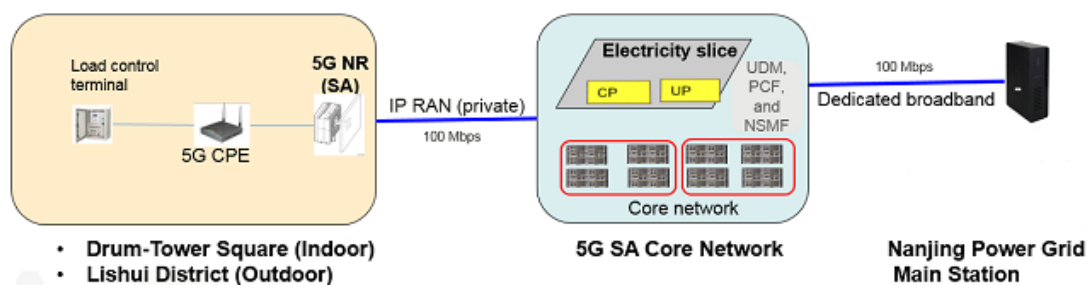 Load control
terminal
5G CPE
5G NR
(SA)
IP RAN (private)
100 Mbps
Electricity slice
CP
UP
UDM,
PCF,
and
NSMF
Core network
100 Mbps
Dedicated broadband
• Drum-Tower Square (Indoor)
• Lishui District (Outdoor)
5G SA Core Network
Nanjing Power Grid
Main Station